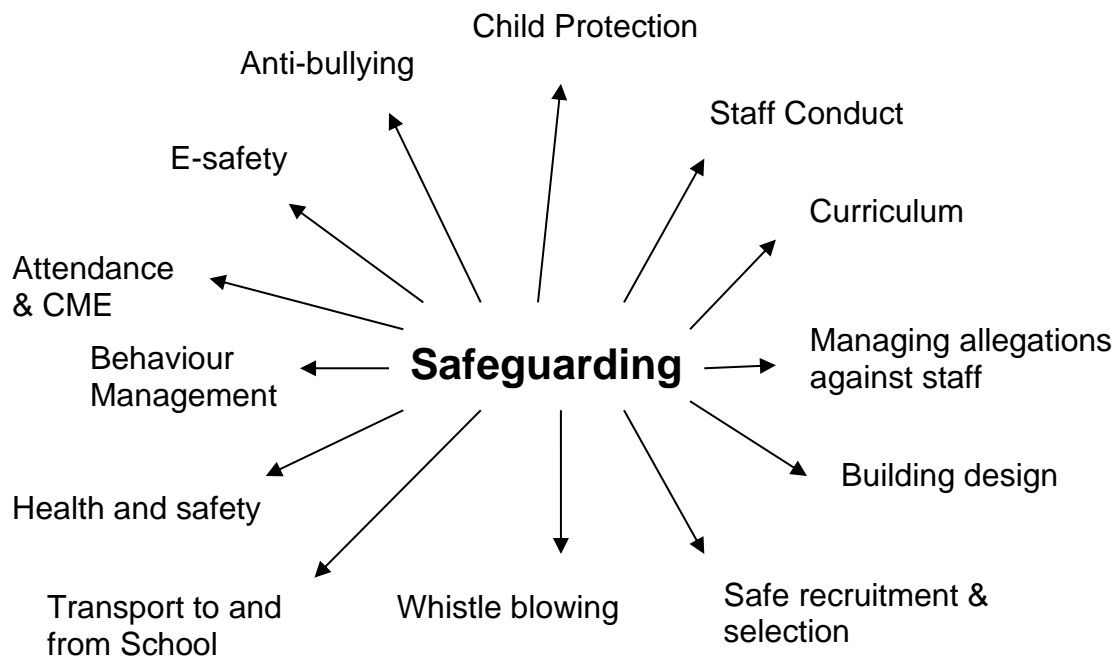 Child Protection
Anti-bullying
Staff Conduct
E-safety
Curriculum
Attendance
& CME
Managing allegations
against staff
Behaviour
Management
Safeguarding
Building design
Health and safety
Safe recruitment &
selection
Transport to and
from School
Whistle blowing